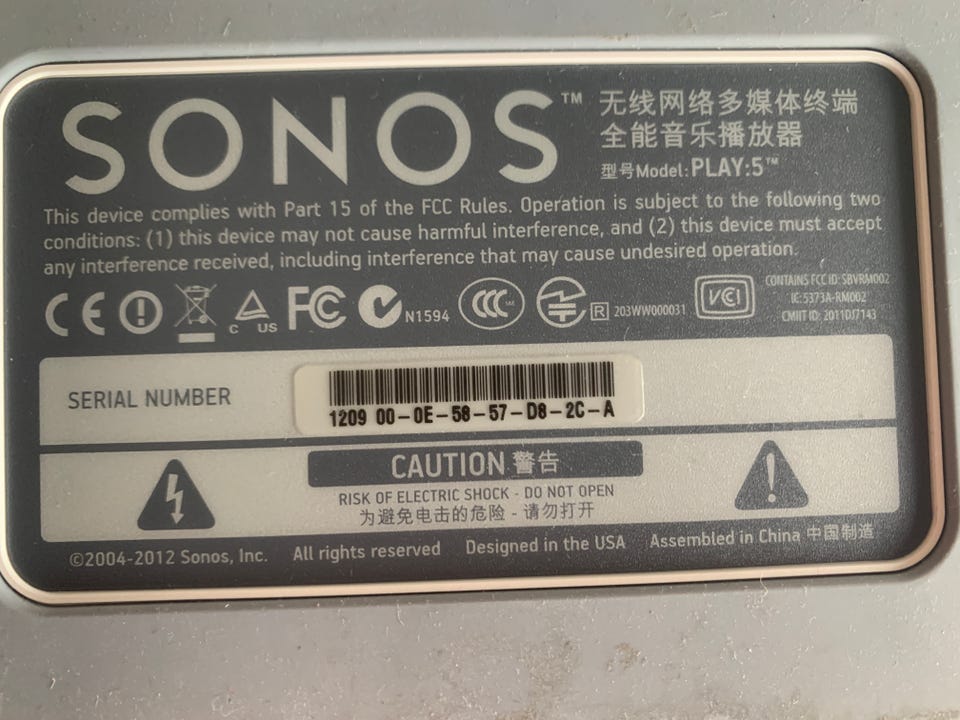 SONOS™
无线网络多媒体终端
全能音乐播放器
型号Model: PLAY:5™
This device complies with Part 15 of the FCC Rules. Operation is subject to the following two
conditions: (1) this device may not cause harmful interference, and (2) this device must accept
any interference received, including interference that may cause undesired operation.
CE C US FC N1594 CCC R 203WW000031 VCI
CONTAINS FCC ID: SBVRM002
IC: 5373A-RM002
CMIIT ID: 2011DJ7143
SERIAL NUMBER
1209 00-0E-58-57-D8-2C-A
CAUTION 警告
RISK OF ELECTRIC SHOCK - DO NOT OPEN
为避免电击的危险 - 请勿打开
©2004-2012 Sonos, Inc. All rights reserved Designed in the USA Assembled in China 中国制造